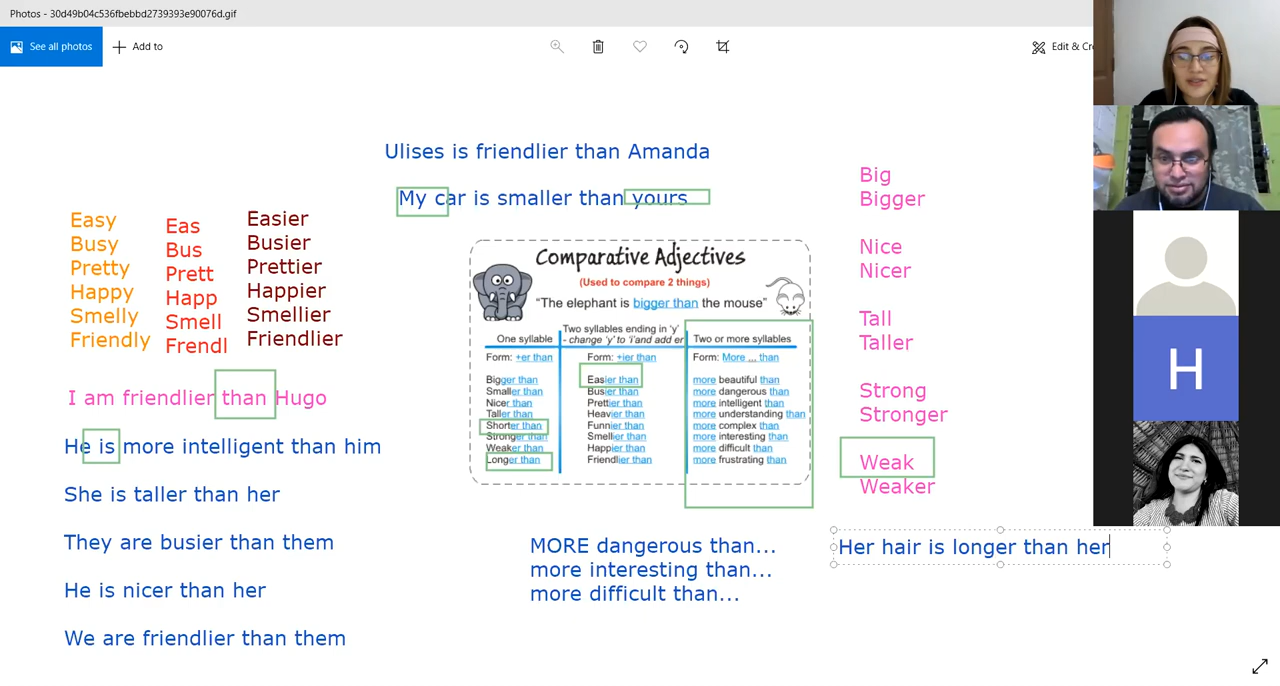 Photos - 30d49b04c536fbebbd2739393e90076d.gif
See all photos
Add to
Edit & Cr
Ulises is friendlier than Amanda
My car is smaller than yours
Easy
Busy
Pretty
Happy
Smelly
Friendly
Eas
Bus
Prett
Happ
Smell
Frendl
Easier
Busier
Prettier
Happier
Smellier
Friendlier
I am friendlier than Hugo
He is more intelligent than him
She is taller than her
They are busier than them
He is nicer than her
We are friendlier than them
Comparative Adjectives
(Used to compare 2 things)
"The elephant is bigger than the mouse"
One syllable
Form: +er than
Bigger than
Smaller than
Nicer than
Taller than
Shorter than
Stronger than
Weaker than
Longer than
Two syllables ending in 'y'
- change 'y' to 'i'and add er
Form: +ier than
Easier than
Busier than
Prettier than
Heavier than
Funnier than
Smellier than
Happier than
Friendlier than
Two or more syllables
Form: More ... than
more beautiful than
more dangerous than
more intelligent than
more understanding than
more complex than
more interesting than
more difficult than
more frustrating than
MORE dangerous than...
more interesting than...
more difficult than...
Big
Bigger
Nice
Nicer
Tall
Taller
Strong
Stronger
Weak
Weaker
Her hair is longer than her
H